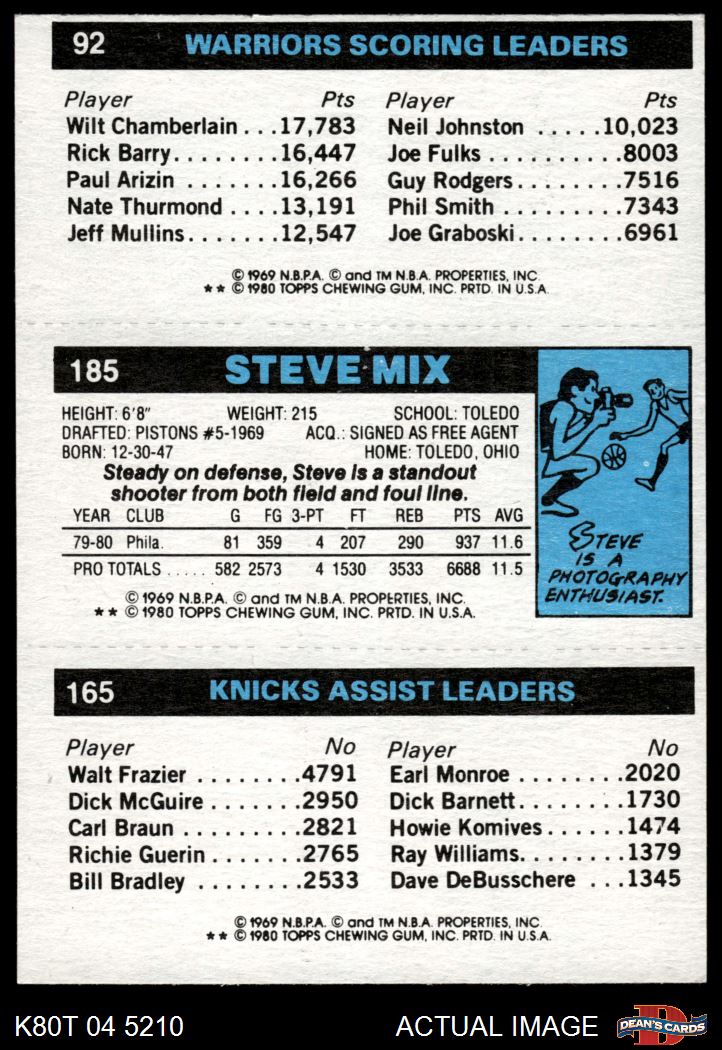 92 WARRIORS SCORING LEADERS
Player Pts Player Pts
Wilt Chamberlain ...17,783 Neil Johnston .....10,023
Rick Barry........16,447 Joe Fulks ..........8003
Paul Arizin .......16,266 Guy Rodgers........7516
Nate Thurmond ....13,191 Phil Smith .........7343
Jeff Mullins.......12,547 Joe Graboski........6961
© 1969 N.B.P.A. © and TM N.B.A. PROPERTIES, INC.
** © 1980 TOPPS CHEWING GUM, INC. PRTD. IN U.S.A.
185 STEVE MIX
HEIGHT: 6'8" WEIGHT: 215 SCHOOL: TOLEDO
DRAFTED: PISTONS #5-1969 ACQ.: SIGNED AS FREE AGENT
BORN: 12-30-47 HOME: TOLEDO, OHIO
Steady on defense, Steve is a standout
shooter from both field and foul line.
YEAR CLUB G FG 3-PT FT REB PTS AVG
79-80 Phila. 81 359 4 207 290 937 11.6
PRO TOTALS ..... 582 2573 4 1530 3533 6688 11.5
© 1969 N.B.P.A. © and TM N.B.A. PROPERTIES, INC.
** © 1980 TOPPS CHEWING GUM, INC. PRTD. IN U.S.A.
STEVE
IS A
PHOTOGRAPHY
ENTHUSIAST.
165 KNICKS ASSIST LEADERS
Player No Player No
Walt Frazier ........4791 Earl Monroe ........2020
Dick McGuire .......2950 Dick Barnett........1730
Carl Braun .........2821 Howie Komives......1474
Richie Guerin .......2765 Ray Williams........1379
Bill Bradley ........2533 Dave DeBusschere ...1345
© 1969 N.B.P.A. © and TM N.B.A. PROPERTIES, INC.
** © 1980 TOPPS CHEWING GUM, INC. PRTD. IN U.S.A.
K80T 04 5210 ACTUAL IMAGE D DEAN'S CARDS